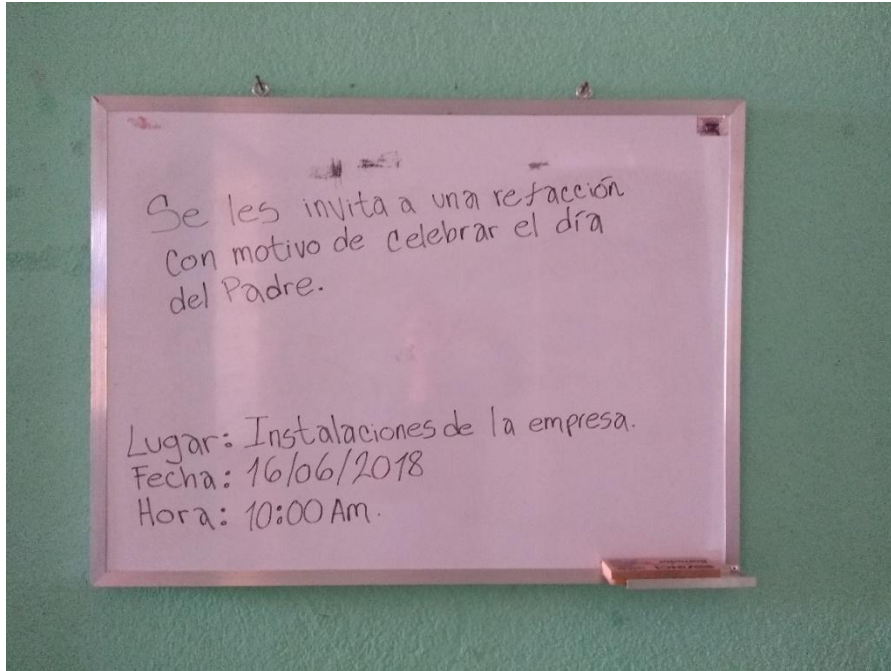 Se les invita a una refacción
con motivo de celebrar el día
del Padre.
Lugar: Instalaciones de la empresa.
Fecha: 16/06/2018
Hora: 10:00 Am.